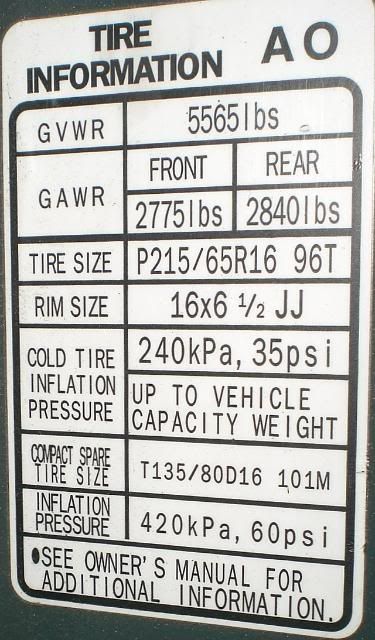 TIRE INFORMATION AO
GVWR 5565lbs
GAWR FRONT REAR
2775lbs 2840lbs
TIRE SIZE P215/65R16 96T
RIM SIZE 16x6 ½ JJ
COLD TIRE INFLATION PRESSURE 240kPa, 35psi
UP TO VEHICLE
CAPACITY WEIGHT
COMPACT SPARE TIRE SIZE T135/80D16 101M
INFLATION PRESSURE 420kPa, 60psi
●SEE OWNER'S MANUAL FOR
ADDITIONAL INFORMATION.